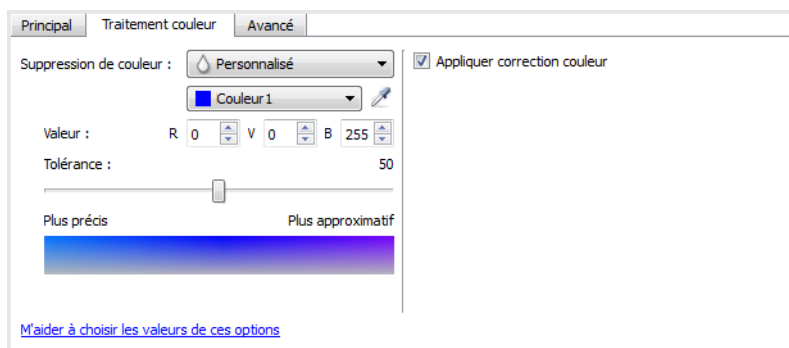 Principal Traitement couleur Avancé
Suppression de couleur : Personnalisé
Appliquer correction couleur
Couleur1
Valeur : R 0 V 0 B 255
Tolérance : 50
Plus précis Plus approximatif
M'aider à choisir les valeurs de ces options